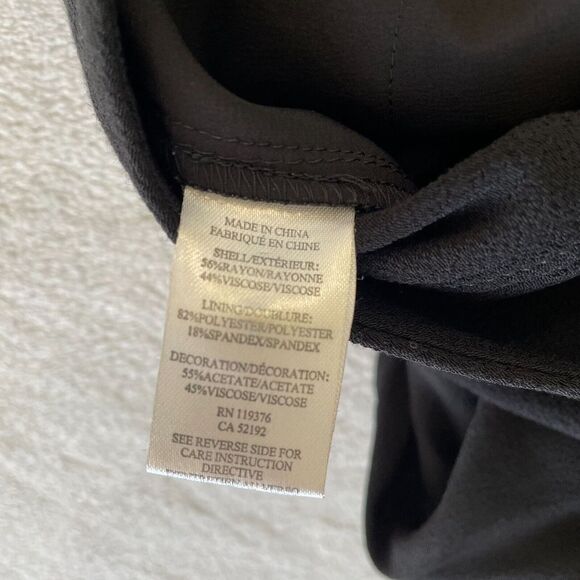 MADE IN CHINA
FABRIQUÉ EN CHINE
SHELL/EXTÉRIEUR:
56%RAYON/RAYONNE
44%VISCOSE/VISCOSE
LINING/DOUBLURE:
82%POLYESTER/POLYESTER
18%SPANDEX/SPANDEX
DECORATION/DÉCORATION:
55%ACETATE/ACETATE
45%VISCOSE/VISCOSE
RN 119376
CA 52192
SEE REVERSE SIDE FOR
CARE INSTRUCTION
DIRECTIVE